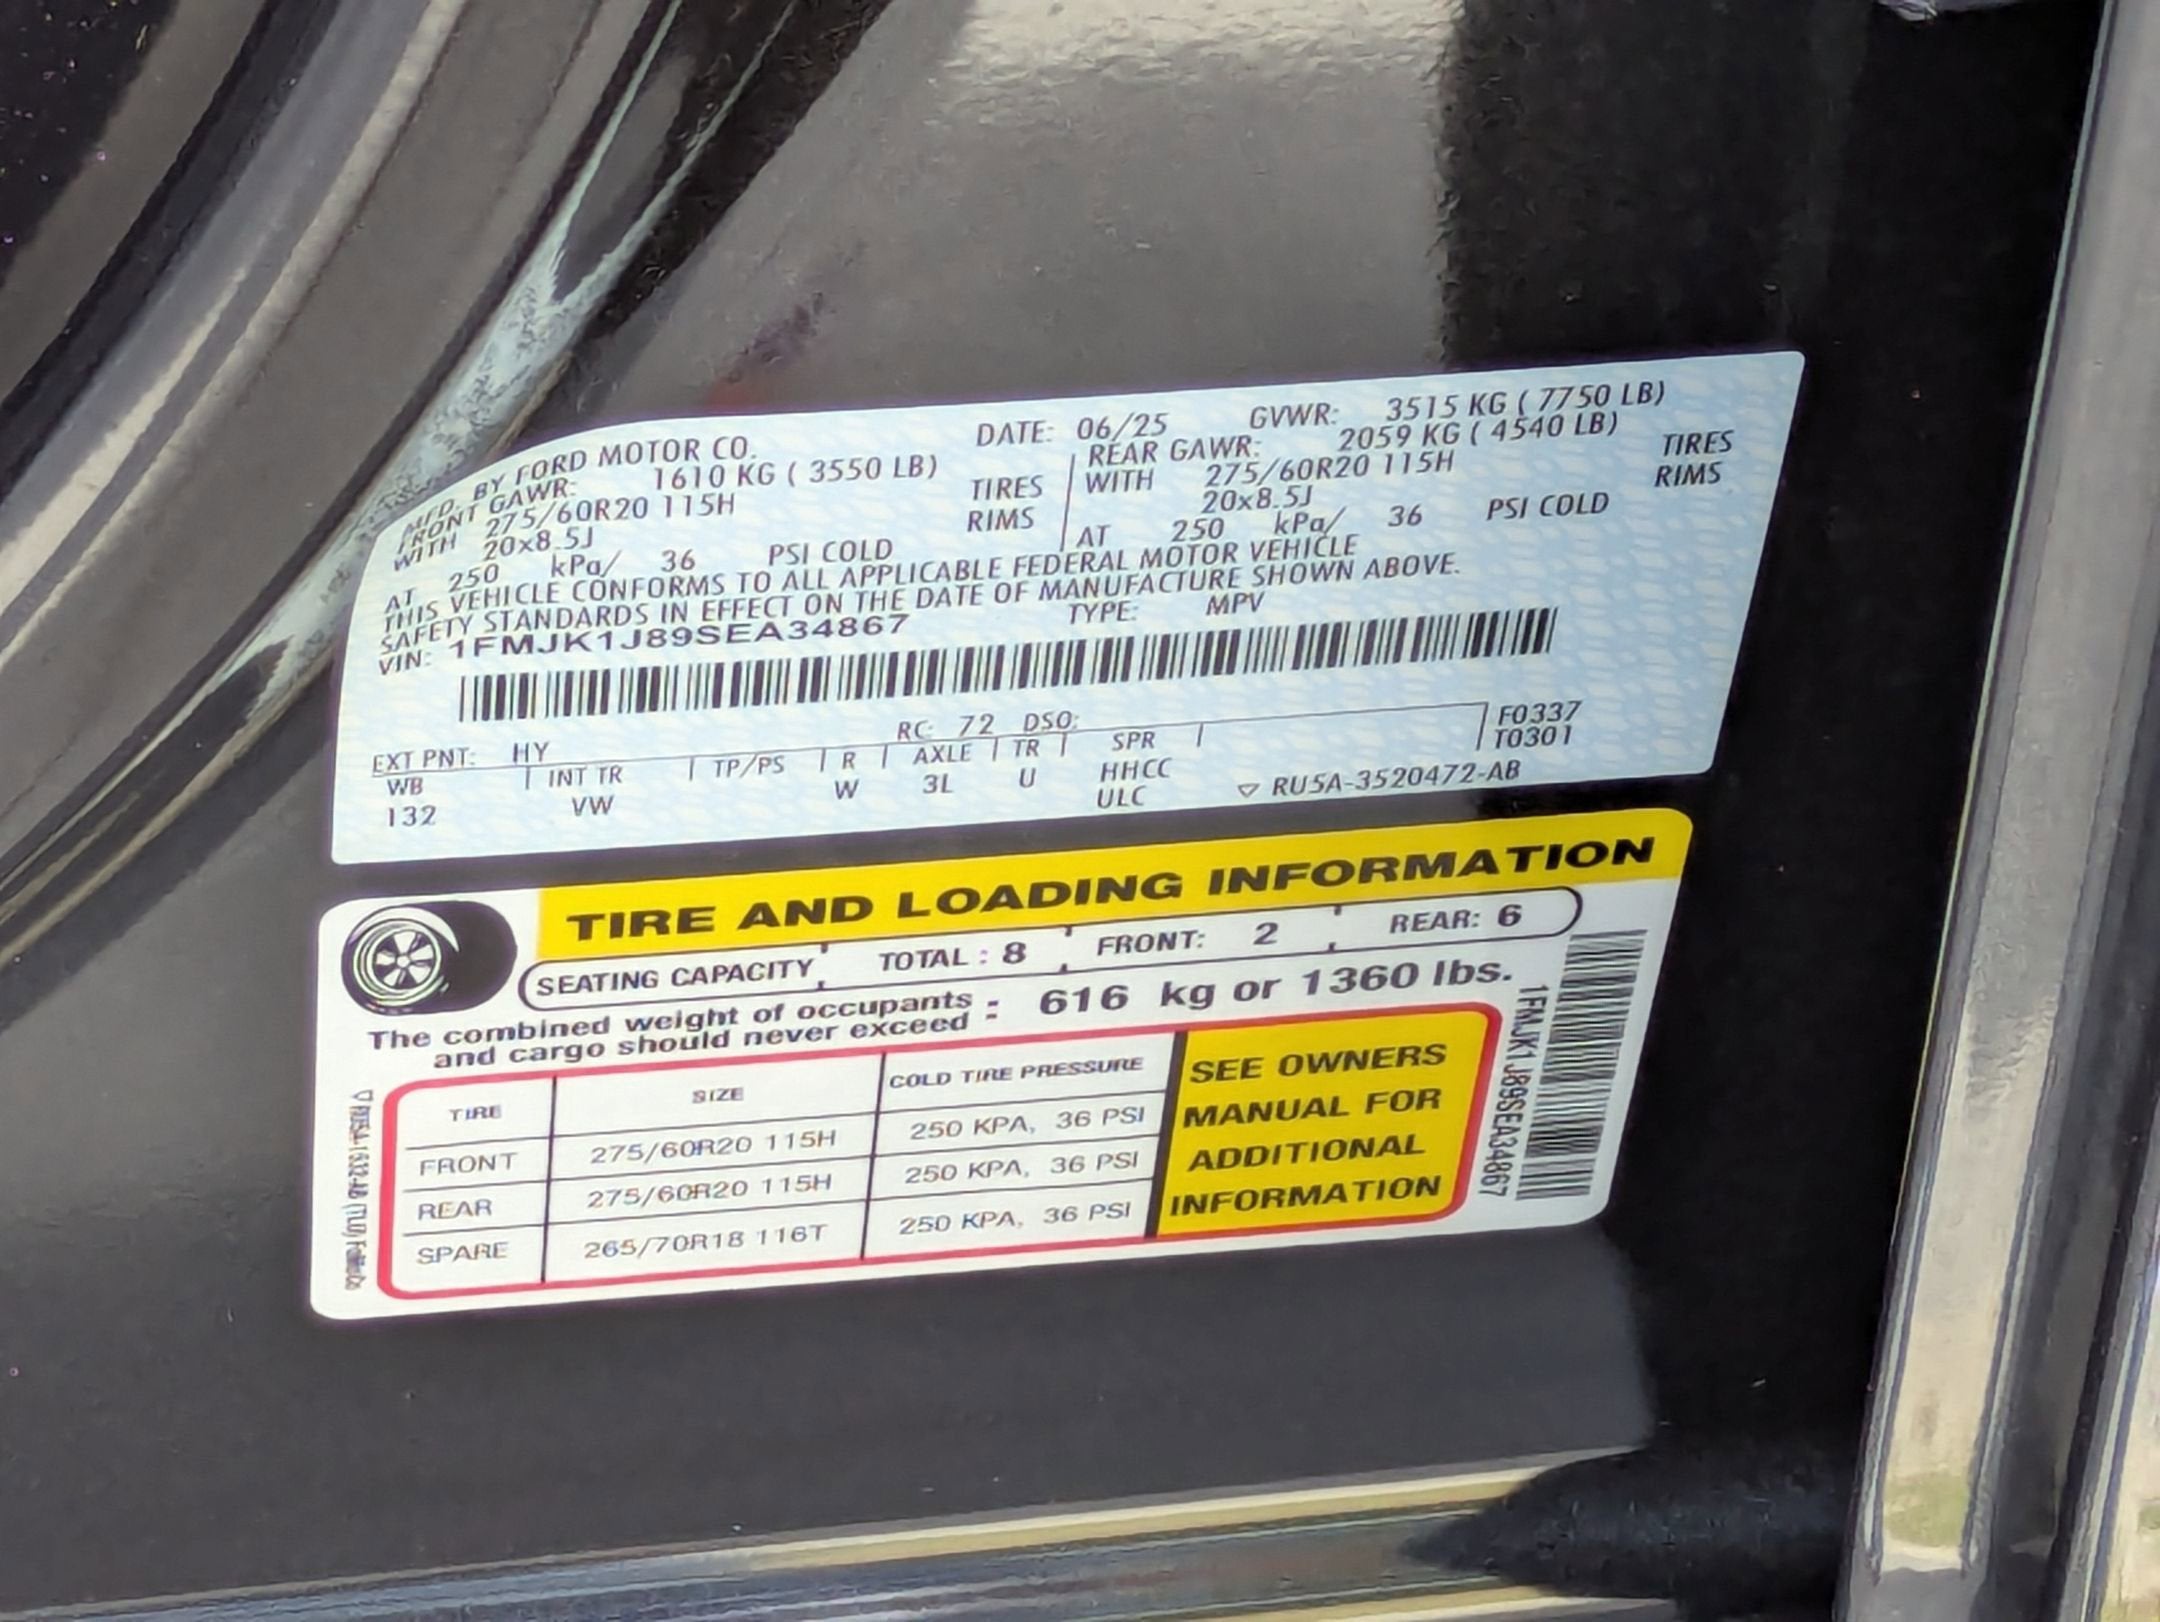 MFD. BY FORD MOTOR CO. DATE: 06/25 GVWR: 3515 KG ( 7750 LB)
FRONT GAWR: 1610 KG ( 3550 LB)
WITH 275/60R20 115H TIRES
20x8.5J RIMS
AT 250 kPa/ 36 PSI COLD
REAR GAWR: 2059 KG ( 4540 LB)
WITH 275/60R20 115H TIRES
20x8.5J RIMS
AT 250 kPa/ 36 PSI COLD
THIS VEHICLE CONFORMS TO ALL APPLICABLE FEDERAL MOTOR VEHICLE
SAFETY STANDARDS IN EFFECT ON THE DATE OF MANUFACTURE SHOWN ABOVE.
VIN: 1FMJK1J89SEA34867 TYPE: MPV
F0337
EXT PNT: HY RC: 72 DSO: T0301
WB INT TR TP/PS R AXLE TR SPR
132 VW W 3L U HHCC
ULC ▽ RU5A-3520472-AB
TIRE AND LOADING INFORMATION
SEATING CAPACITY TOTAL : 8 FRONT: 2 REAR: 6
The combined weight of occupants
and cargo should never exceed : 616 kg or 1360 lbs.
TIRE SIZE COLD TIRE PRESSURE
FRONT 275/60R20 115H 250 KPA, 36 PSI
REAR 275/60R20 115H 250 KPA, 36 PSI
SPARE 265/70R18 116T 250 KPA, 36 PSI
SEE OWNERS
MANUAL FOR
ADDITIONAL
INFORMATION
1FMJK1J89SEA34867